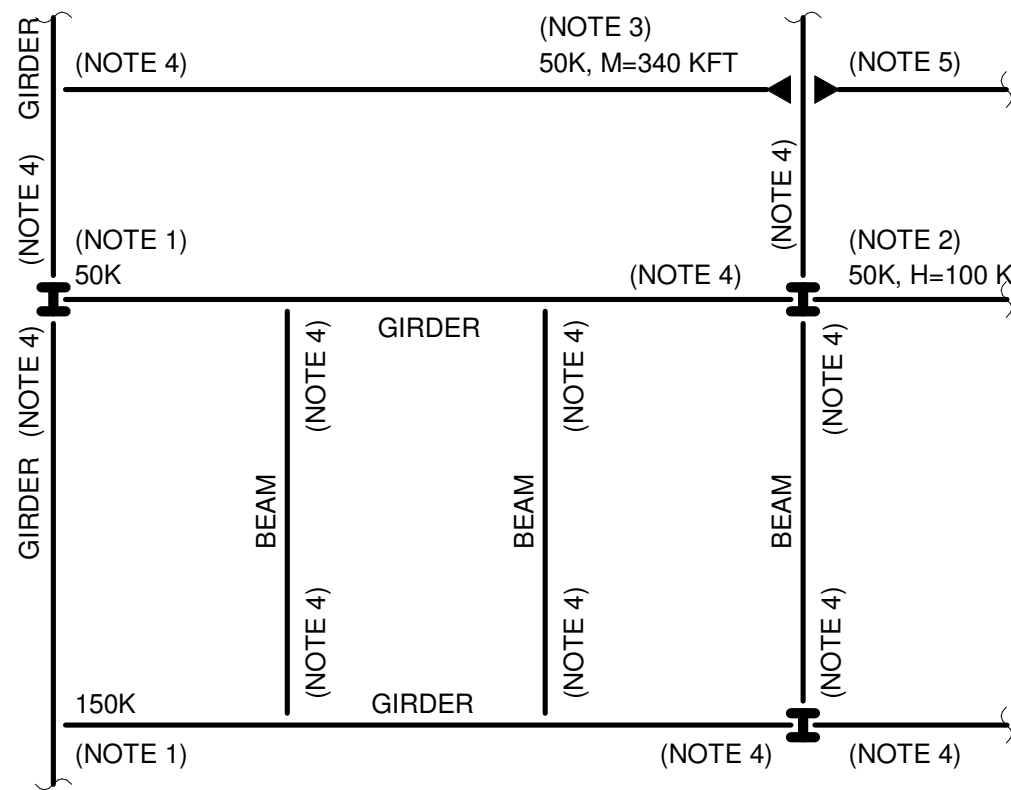 GIRDER
(NOTE 4)
(NOTE 3)
50K, M=340 KFT
(NOTE 5)
(NOTE 4)
(NOTE 4)
(NOTE 1)
50K
(NOTE 4)
(NOTE 2)
50K, H=100 K
GIRDER
(NOTE 4)
(NOTE 4)
(NOTE 4)
(NOTE 4)
GIRDER
BEAM
BEAM
BEAM
(NOTE 4)
(NOTE 4)
(NOTE 4)
150K
GIRDER
(NOTE 1)
(NOTE 4)
(NOTE 4)